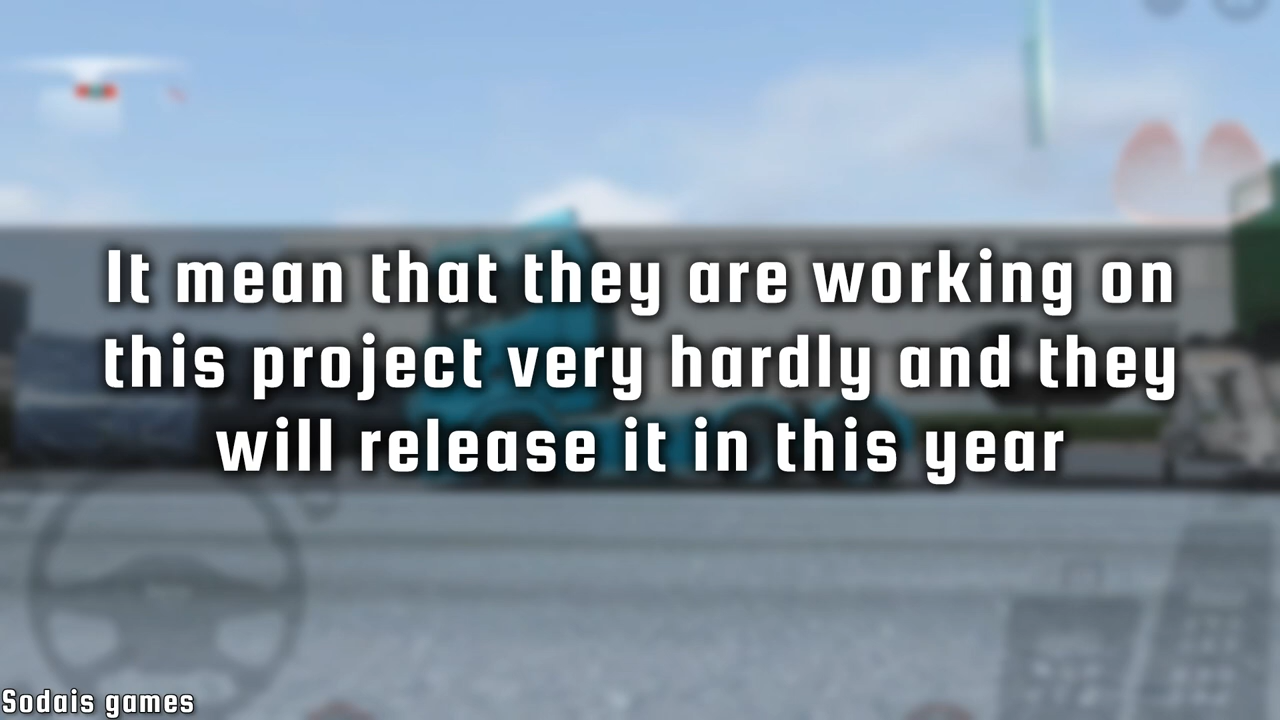 It mean that they are working on
this project very hardly and they
will release it in this year
Sodais games